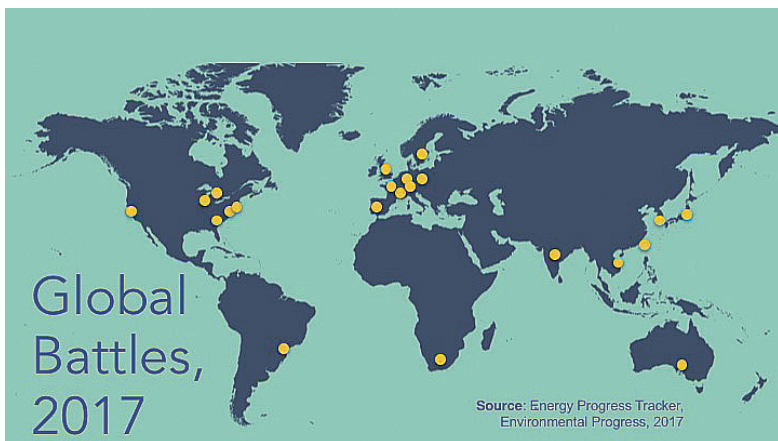 Global
Battles,
2017
Source: Energy Progress Tracker,
Environmental Progress, 2017